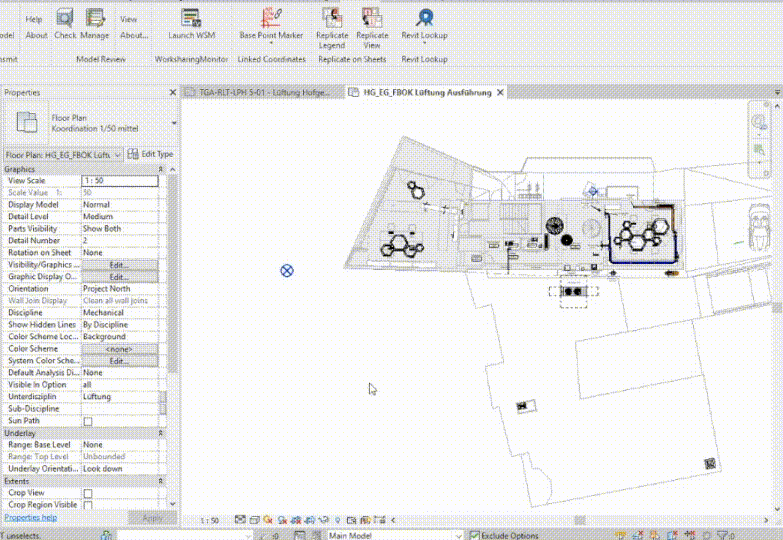 Help
View
Check Manage
About
About...
Launch WSM
Base Point Marker
Replicate Legend
Replicate View
Revit Lookup
Model Review
WorksharingMonitor
Linked Coordinates
Replicate on Sheets
Revit Lookup
Properties
TGA-RLT-LPH 5-01 - Lüftung Hofge...
HG_EG_FBOK Lüftung Ausführung
Floor Plan
Koordination 1/50 mittel
Floor Plan: HG_EG_FBOK Lüft
Edit Type
Graphics
View Scale 1 : 50
Scale Value 1: 50
Display Model Normal
Detail Level Medium
Parts Visibility Show Both
Detail Number 2
Rotation on Sheet None
Visibility/Graphics ... Edit...
Graphic Display O... Edit...
Orientation Project North
Wall Join Display Clean all wall joins
Discipline Mechanical
Show Hidden Lines By Discipline
Color Scheme Loc... Background
Color Scheme <none>
System Color Sche... Edit...
Default Analysis Di... None
Visible In Option all
Unterdisziplin Lüftung
Sub-Discipline
Sun Path
Underlay
Range: Base Level None
Range: Top Level Unbounded
Underlay Orientati... Look down
Extents
Crop View
Crop Region Visible
Properties help
Apply
1 : 50
T unselects.
:0
Main Model
Exclude Options
:0